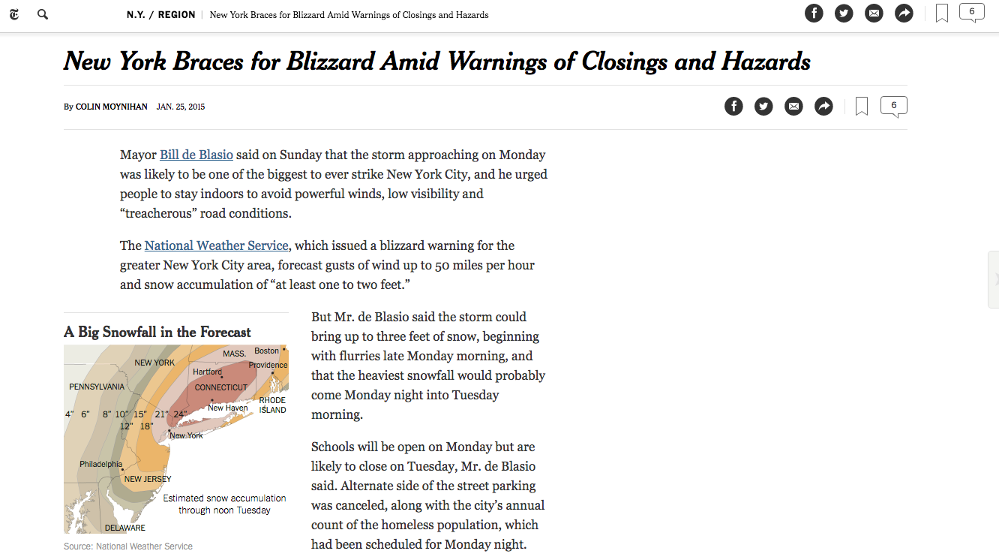 N.Y. / REGION | New York Braces for Blizzard Amid Warnings of Closings and Hazards
6
New York Braces for Blizzard Amid Warnings of Closings and Hazards
By COLIN MOYNIHAN JAN. 25, 2015
6
Mayor Bill de Blasio said on Sunday that the storm approaching on Monday
was likely to be one of the biggest to ever strike New York City, and he urged
people to stay indoors to avoid powerful winds, low visibility and
“treacherous” road conditions.
The National Weather Service, which issued a blizzard warning for the
greater New York City area, forecast gusts of wind up to 50 miles per hour
and snow accumulation of “at least one to two feet.”
A Big Snowfall in the Forecast
MASS.
Boston
NEW YORK
Hartford
Providence
PENNSYLVANIA
CONNECTICUT
RHODE
ISLAND
New Haven
4” 6” 8” 10” 15” 21” 24”
12” 18”
New York
Philadelphia
NEW JERSEY
Estimated snow accumulation
through noon Tuesday
DELAWARE
Source: National Weather Service
But Mr. de Blasio said the storm could
bring up to three feet of snow, beginning
with flurries late Monday morning, and
that the heaviest snowfall would probably
come Monday night into Tuesday
morning.
Schools will be open on Monday but are
likely to close on Tuesday, Mr. de Blasio
said. Alternate side of the street parking
was canceled, along with the city’s annual
count of the homeless population, which
had been scheduled for Monday night.